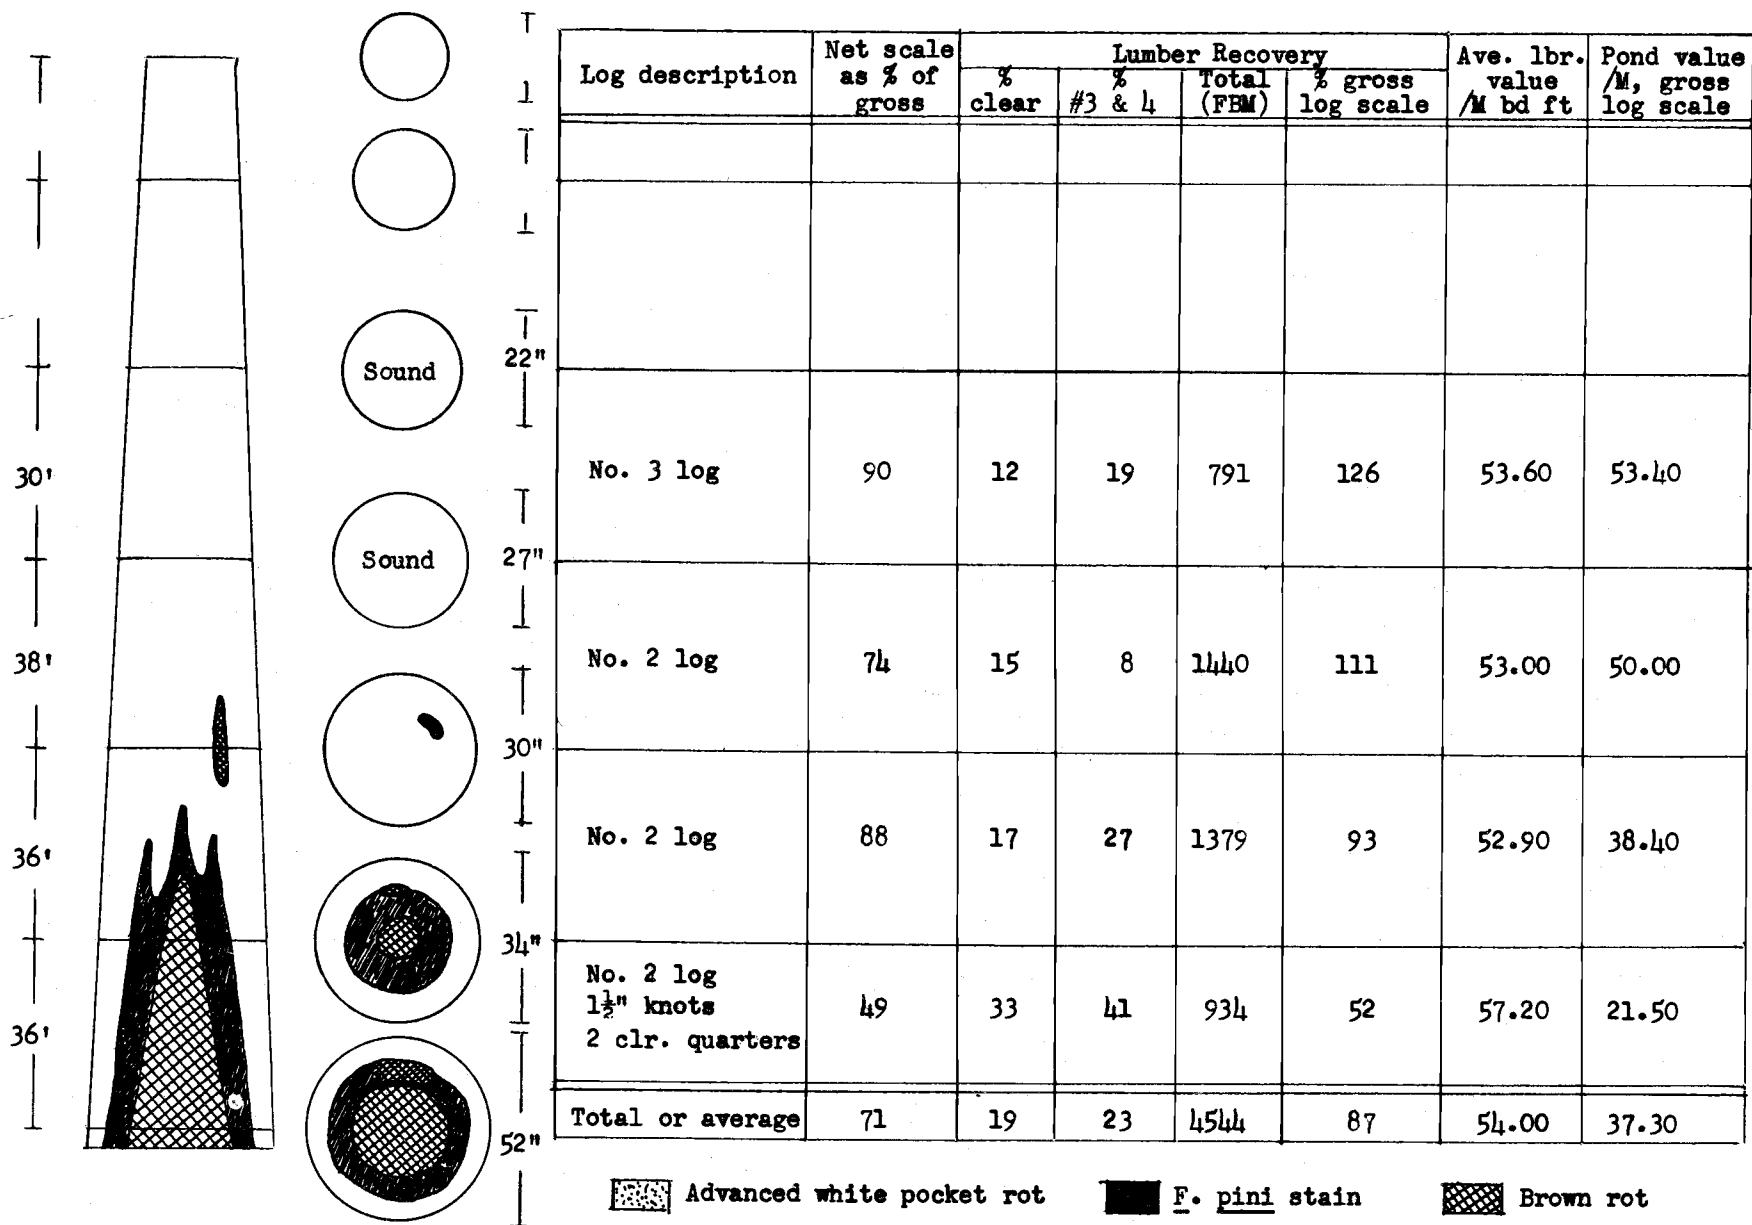 Log description
Net scale
as % of
gross
Lumber Recovery
%
clear
%
#3 & 4
Total
(FBM)
% gross
log scale
Ave. lbr.
value
/M bd ft
Pond value
/M, gross
log scale
Sound
22"
30'
No. 3 log 90 12 19 791 126 53.60 53.40
Sound
27"
38'
No. 2 log 74 15 8 1440 111 53.00 50.00
30"
36'
No. 2 log 88 17 27 1379 93 52.90 38.40
34"
36'
No. 2 log
1½" knots
2 clr. quarters
49 33 41 934 52 57.20 21.50
52"
Total or average 71 19 23 4544 87 54.00 37.30
Advanced white pocket rot
F. pini stain
Brown rot